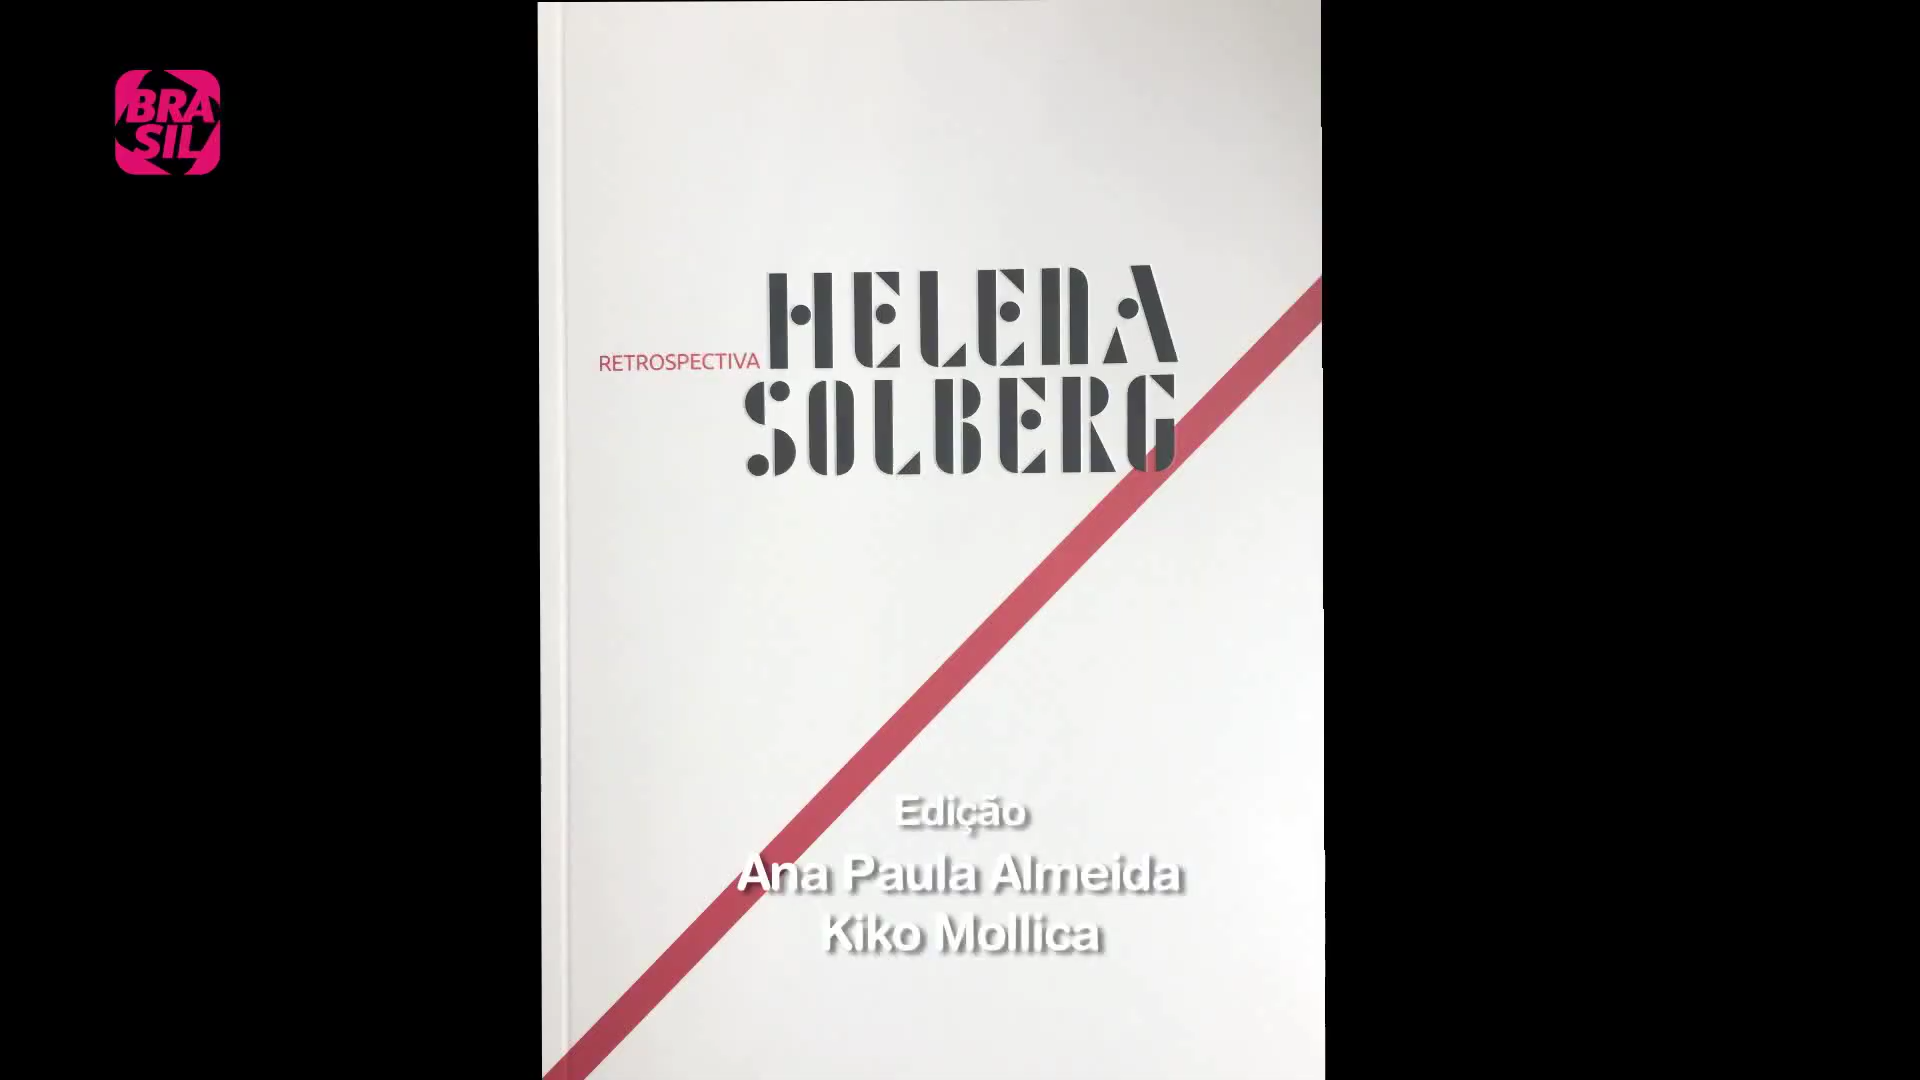 BRA
SIL
RETROSPECTIVA HELENA
SOLBERG
Edição
Ana Paula Almeida
Kiko Mollica